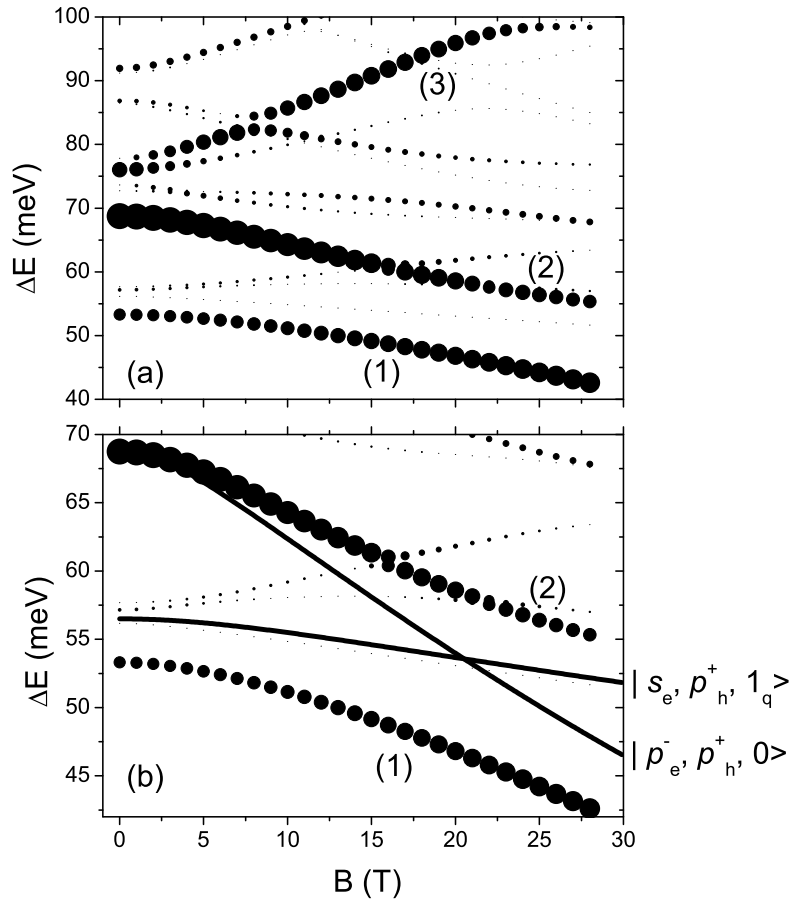 100
90
80
70
60
50
40
ΔE (meV)
(3)
(2)
(1)
(a)
70
65
60
55
50
45
ΔE (meV)
(2)
(1)
(b)
| s_e, p^+_h, 1_q>
| p^-_e, p^+_h, 0>
0 5 10 15 20 25 30
B (T)